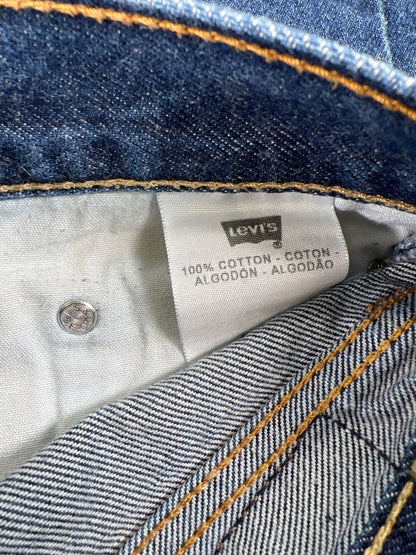 Levi's
®
100% COTTON - COTON -
ALGODÓN - ALGODÃO